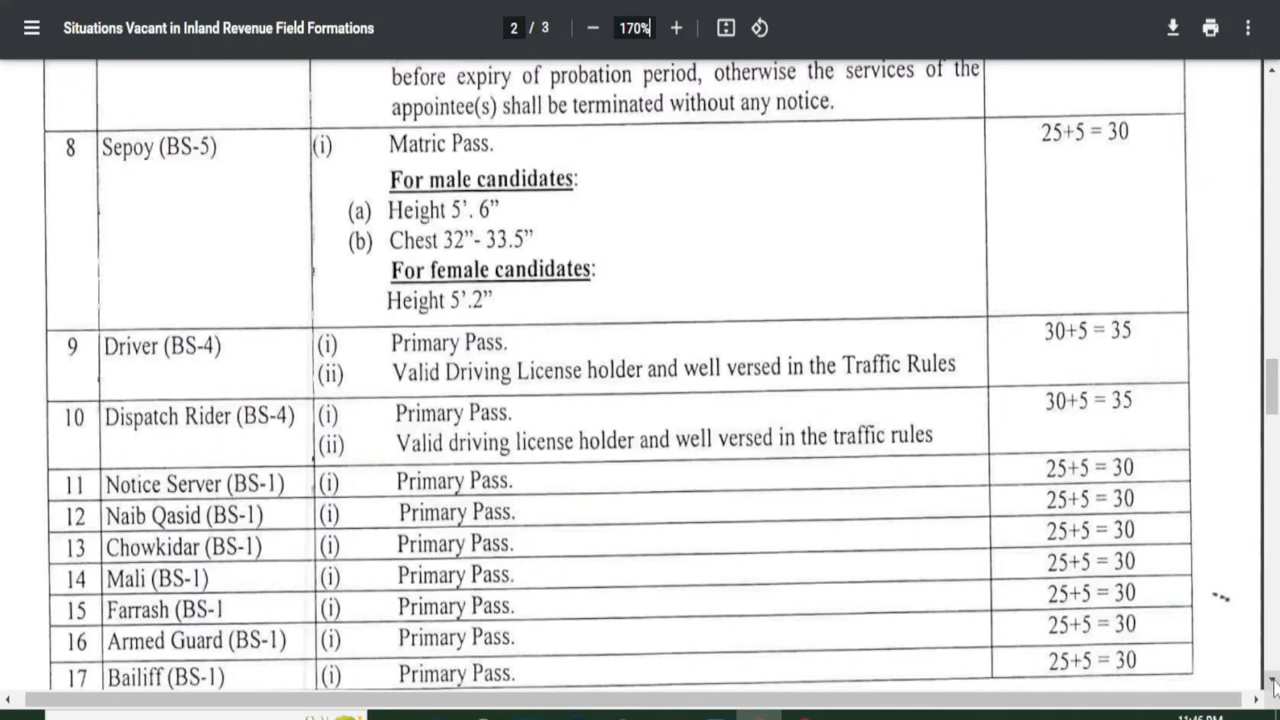 Situations Vacant in Inland Revenue Field Formations 2 / 3 170%
before expiry of probation period, otherwise the services of the
appointee(s) shall be terminated without any notice.
8 Sepoy (BS-5) (i) Matric Pass. 25+5 = 30
For male candidates:
(a) Height 5'. 6”
(b) Chest 32”- 33.5”
For female candidates:
Height 5'.2”
9 Driver (BS-4) (i) Primary Pass. 30+5 = 35
(ii) Valid Driving License holder and well versed in the Traffic Rules
10 Dispatch Rider (BS-4) (i) Primary Pass. 30+5 = 35
(ii) Valid driving license holder and well versed in the traffic rules
11 Notice Server (BS-1) (i) Primary Pass. 25+5 = 30
12 Naib Qasid (BS-1) (i) Primary Pass. 25+5 = 30
13 Chowkidar (BS-1) (i) Primary Pass. 25+5 = 30
14 Mali (BS-1) (i) Primary Pass. 25+5 = 30
15 Farrash (BS-1 (i) Primary Pass. 25+5 = 30
16 Armed Guard (BS-1) (i) Primary Pass. 25+5 = 30
17 Bailiff (BS-1) (i) Primary Pass. 25+5 = 30